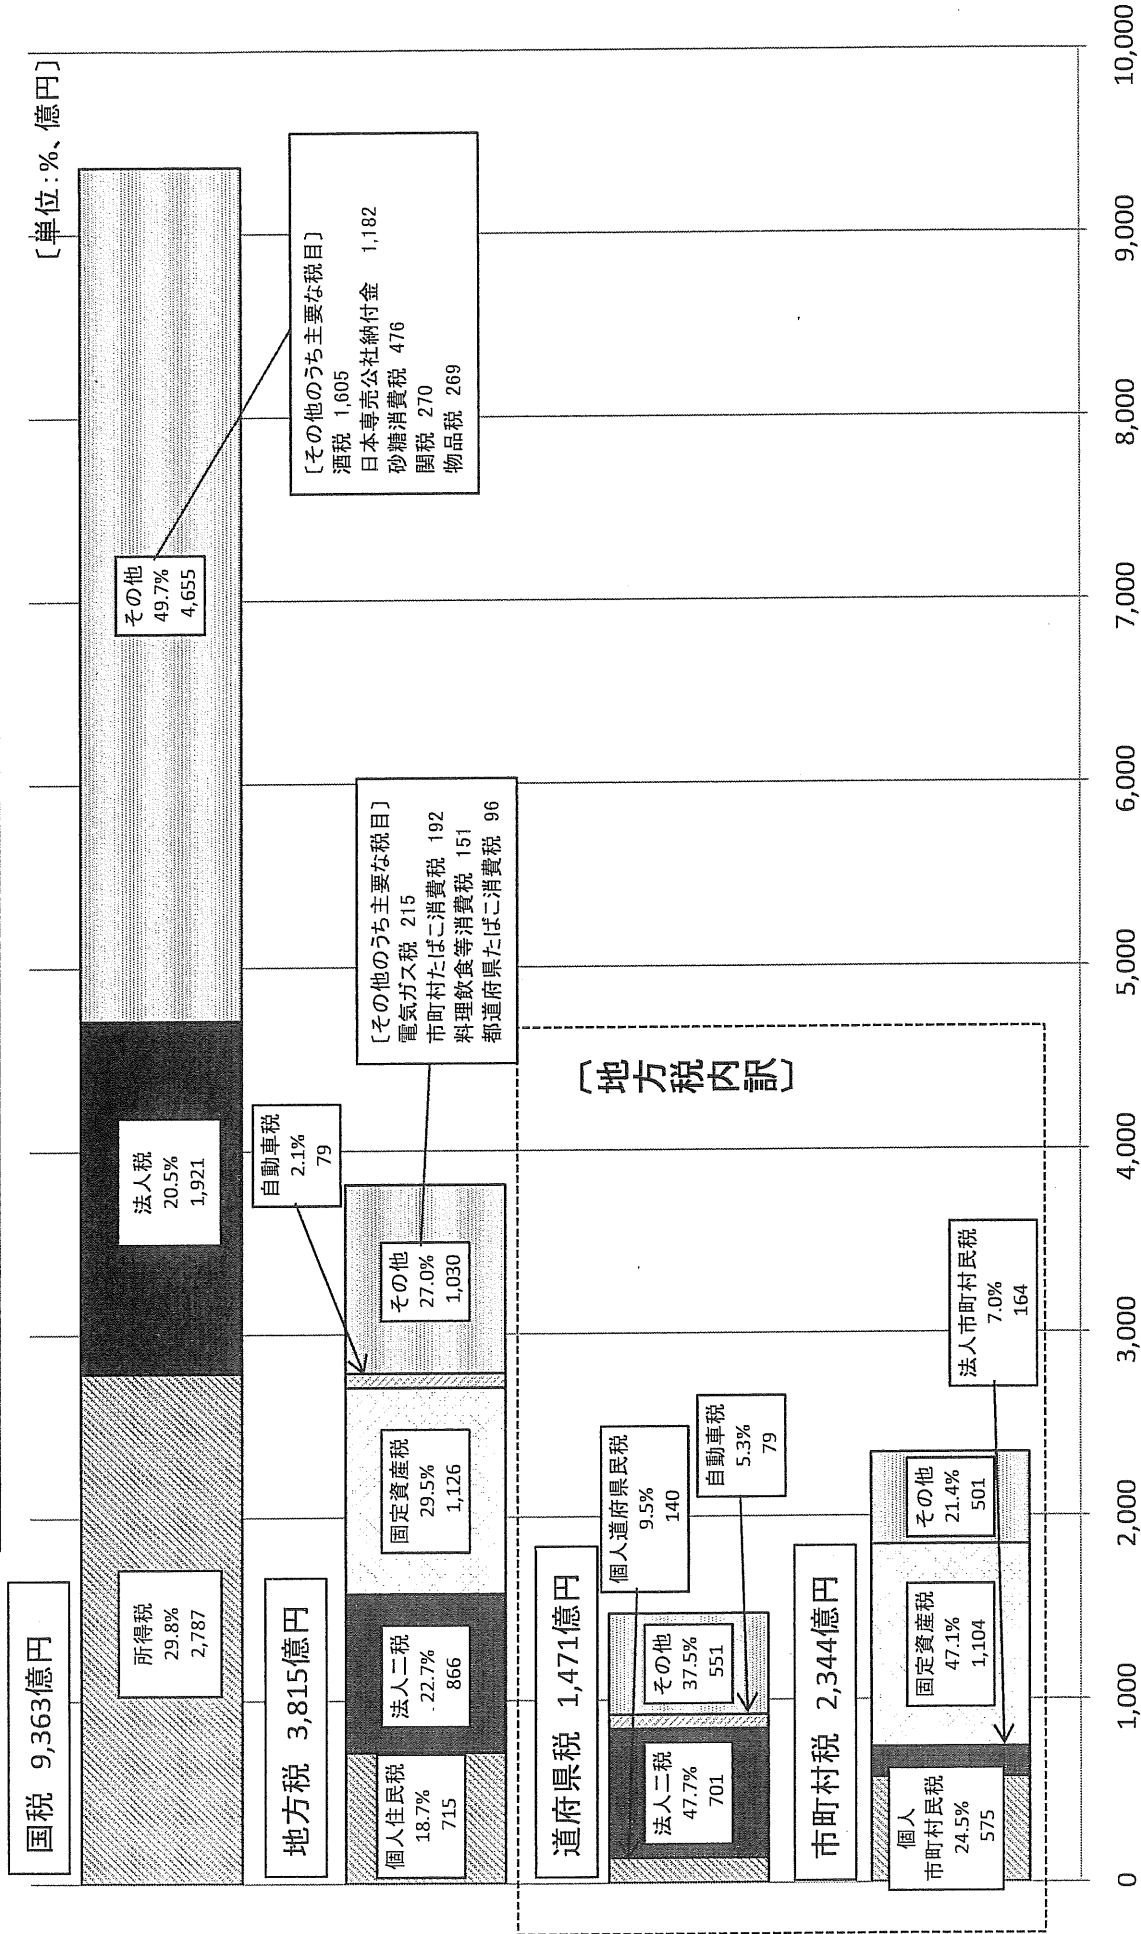 ［単位：％、億円］
国税 9,363億円
所得税
29.8%
2,787
法人税
20.5%
1,921
その他
49.7%
4,655
［その他のうち主要な税目］
酒税 1,605
日本専売公社納付金 1,182
砂糖消費税 476
関税 270
物品税 269
地方税 3,815億円
個人住民税
18.7%
715
法人二税
22.7%
866
固定資産税
29.5%
1,126
自動車税
2.1%
79
その他
27.0%
1,030
［その他のうち主要な税目］
電気ガス税 215
市町村たばこ消費税 192
料理飲食等消費税 151
都道府県たばこ消費税 96
〔地方税内訳〕
道府県税 1,471億円
個人道府県民税
9.5%
140
法人二税
47.7%
701
自動車税
5.3%
79
その他
37.5%
551
市町村税 2,344億円
個人
市町村民税
24.5%
575
法人市町村民税
7.0%
164
固定資産税
47.1%
1,104
その他
21.4%
501
0
1,000
2,000
3,000
4,000
5,000
6,000
7,000
8,000
9,000
10,000